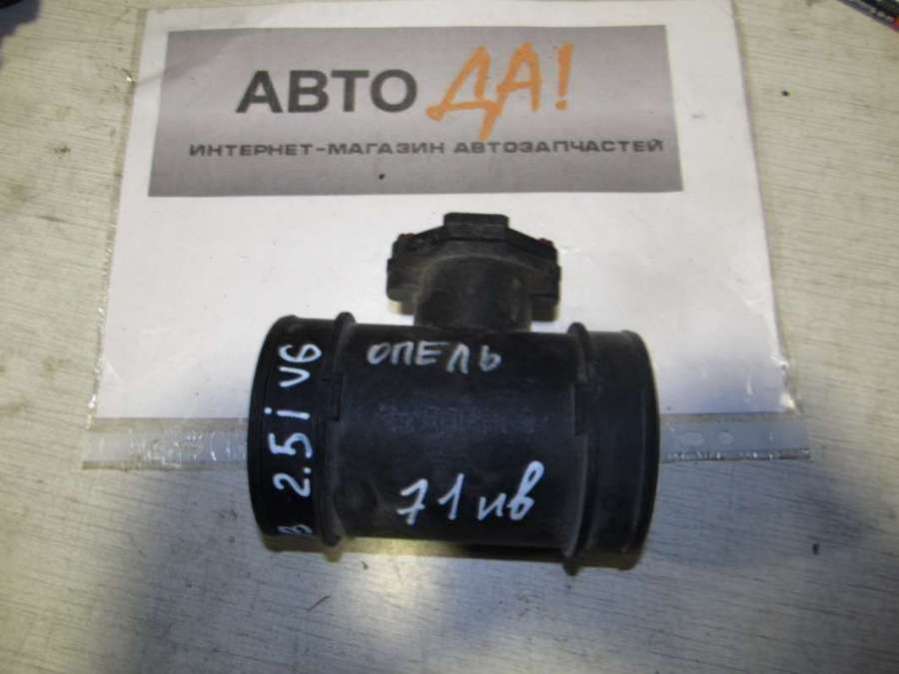 АВТО ДА!
ИНТЕРНЕТ-МАГАЗИН АВТОЗАПЧАСТЕЙ
ОПЕЛЬ
В 2.5i V6
71ив